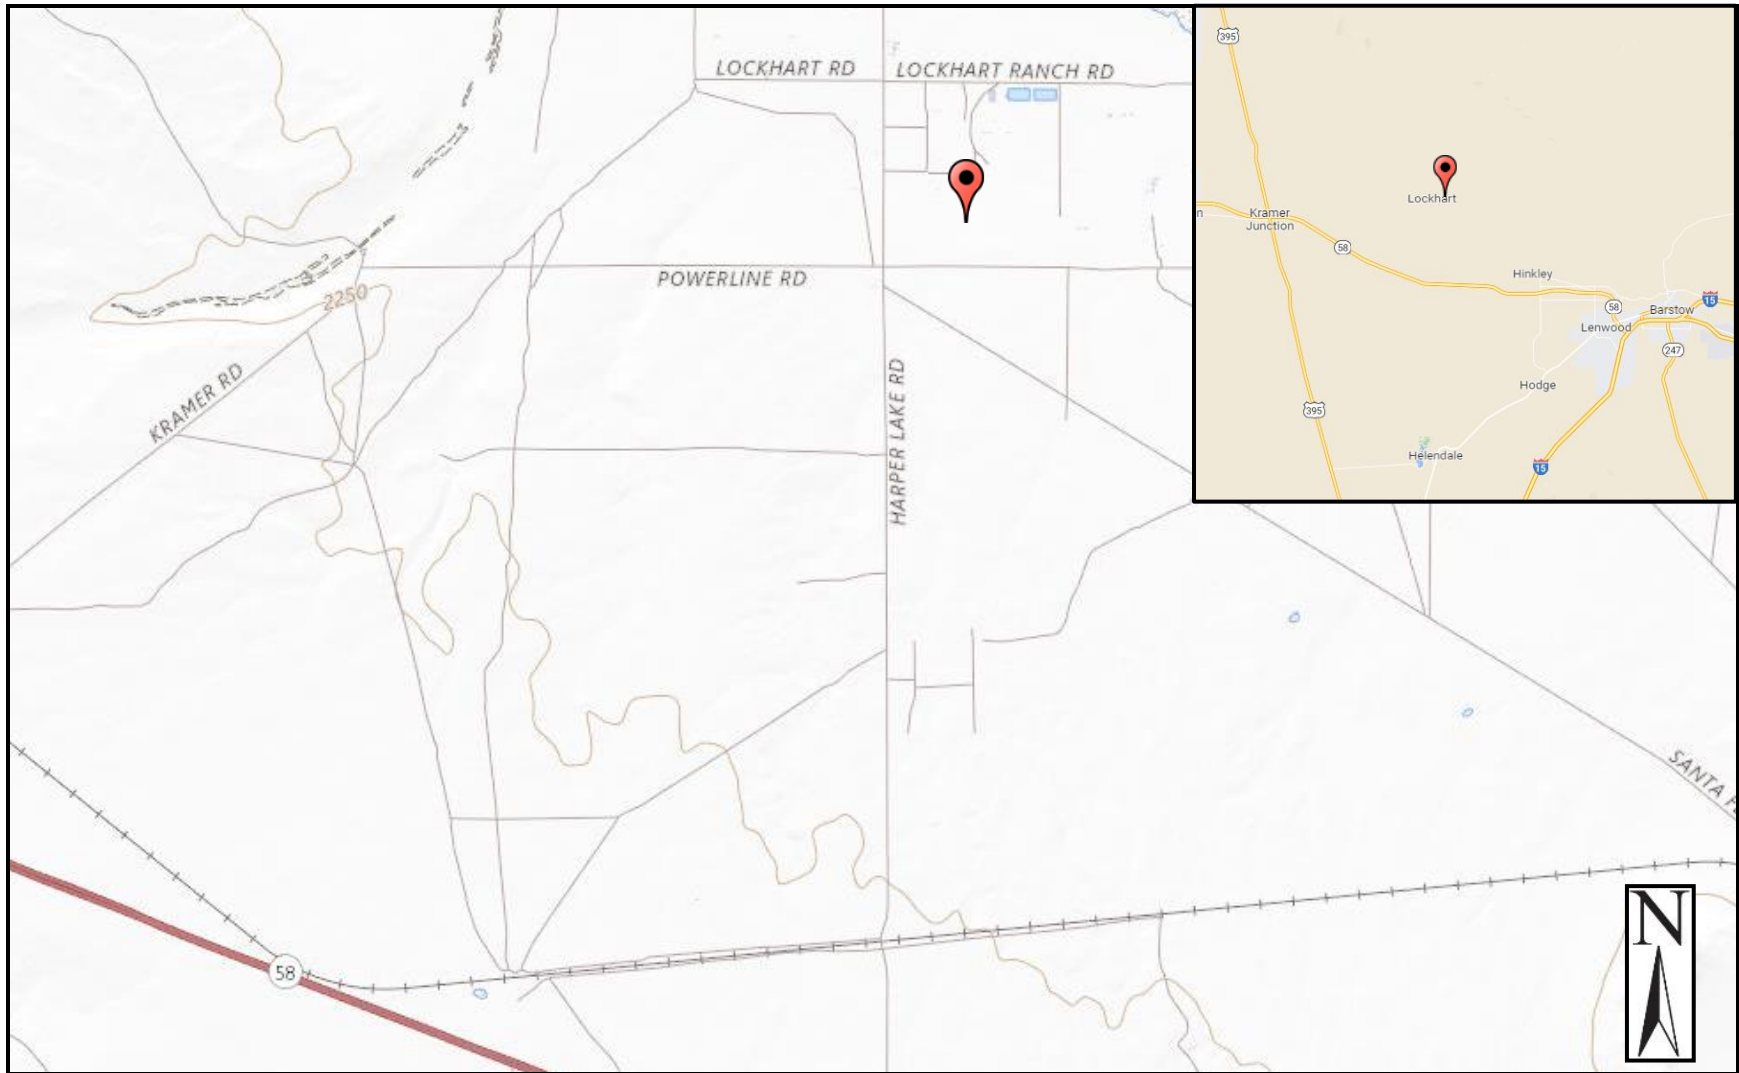 LOCKHART RD
LOCKHART RANCH RD
POWERLINE RD
2250
KRAMER RD
HARPER LAKE RD
SANTA
58
N
395
Lockhart
n
Kramer
Junction
58
Hinkley
58
Barstow
15
Lenwood
247
Hodge
395
Helendale
15